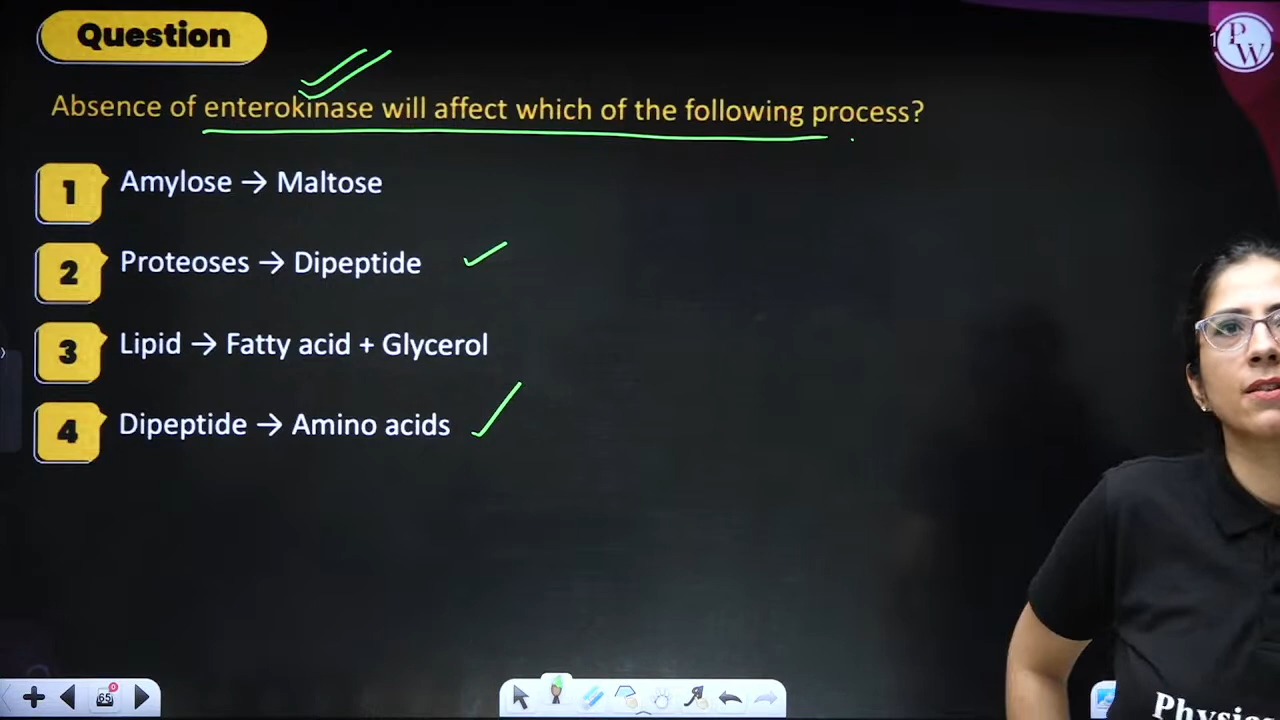 Question
PW
Absence of enterokinase will affect which of the following process?
1 Amylose → Maltose
2 Proteoses → Dipeptide
3 Lipid → Fatty acid + Glycerol
4 Dipeptide → Amino acids
65